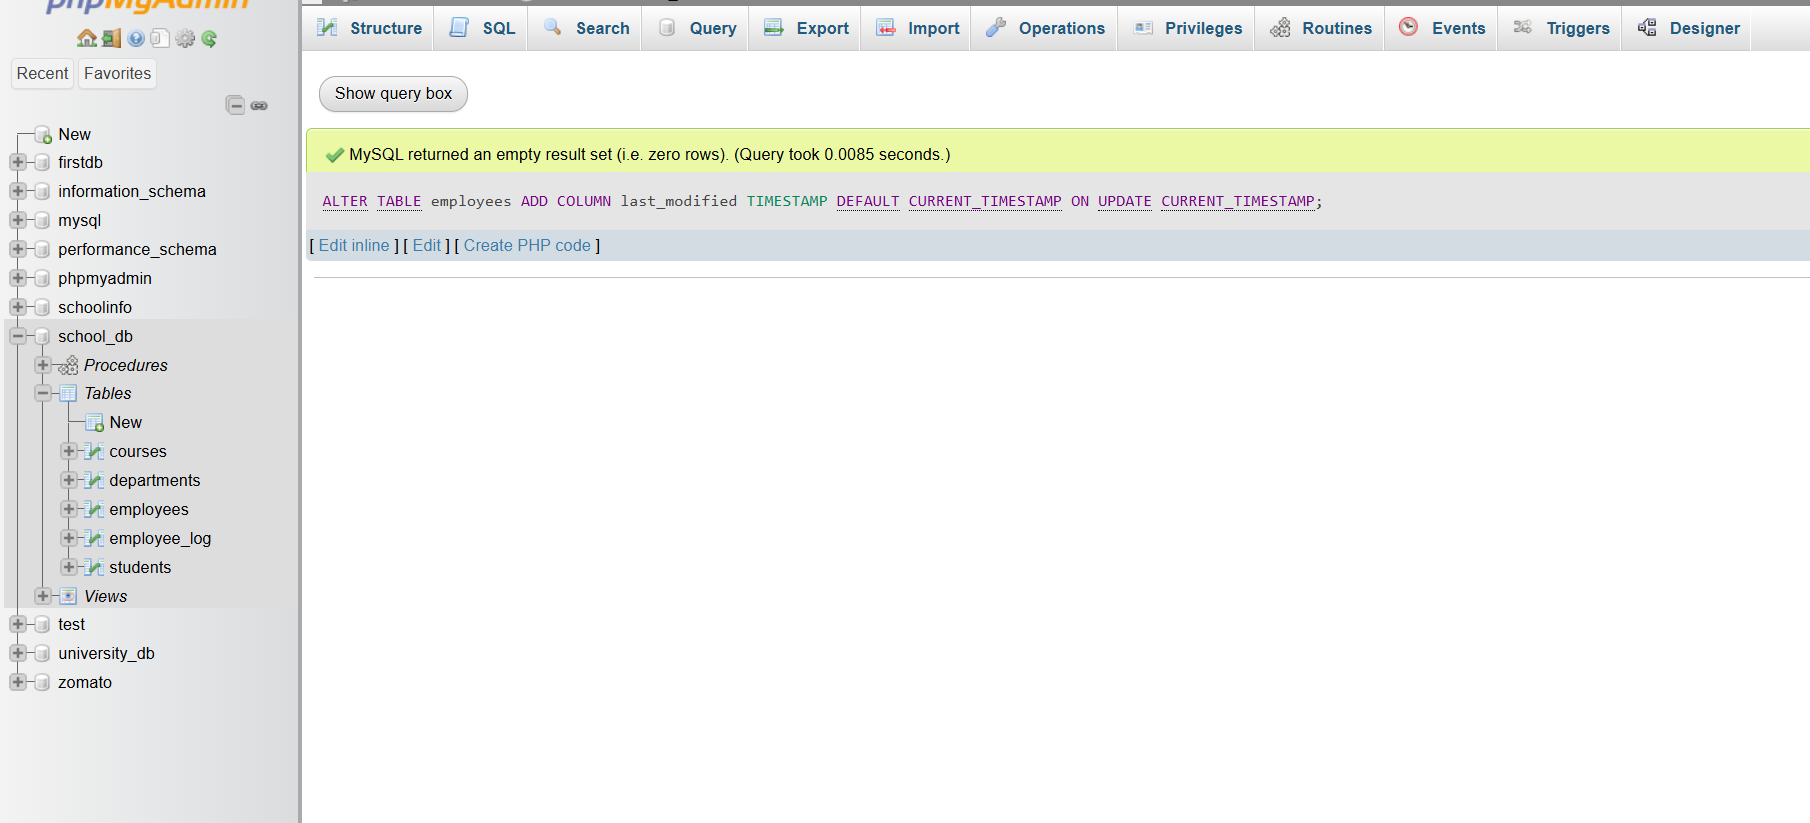 phpMyAdmin
Recent
Favorites
New
firstdb
information_schema
mysql
performance_schema
phpmyadmin
schoolinfo
school_db
Procedures
Tables
New
courses
departments
employees
employee_log
students
Views
test
university_db
zomato
Structure
SQL
Search
Query
Export
Import
Operations
Privileges
Routines
Events
Triggers
Designer
Show query box
MySQL returned an empty result set (i.e. zero rows). (Query took 0.0085 seconds.)
ALTER TABLE employees ADD COLUMN last_modified TIMESTAMP DEFAULT CURRENT_TIMESTAMP ON UPDATE CURRENT_TIMESTAMP;
[ Edit inline ] [ Edit ] [ Create PHP code ]